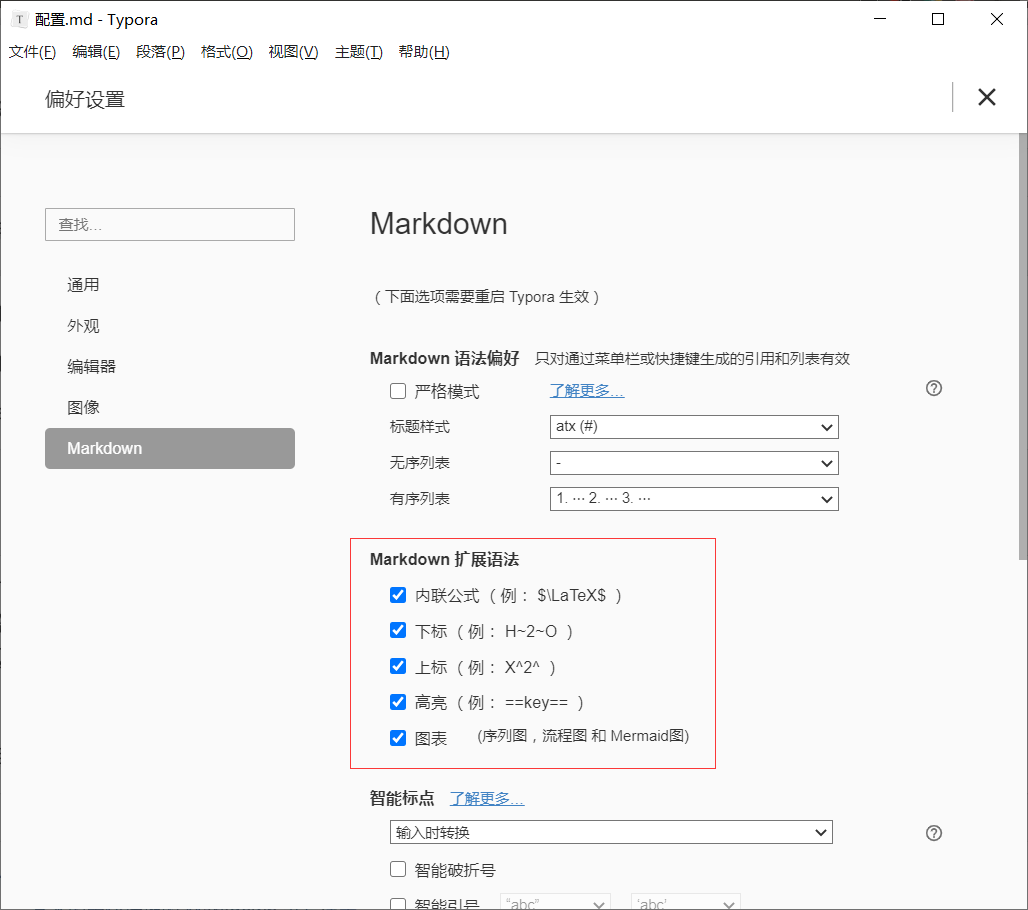 T 配置.md - Typora
文件(F) 编辑(E) 段落(P) 格式(O) 视图(V) 主题(T) 帮助(H)
偏好设置
查找...
通用
外观
编辑器
图像
Markdown
Markdown
（下面选项需要重启 Typora 生效）
Markdown 语法偏好 只对通过菜单栏或快捷键生成的引用和列表有效
严格模式 了解更多...
标题样式 atx (#)
无序列表 -
有序列表 1. ··· 2. ··· 3. ···
Markdown 扩展语法
内联公式（例： $\LaTeX$ ）
下标（例： H~2~O ）
上标（例： X^2^ ）
高亮（例： ==key== ）
图表 (序列图，流程图 和 Mermaid图)
智能标点 了解更多...
输入时转换
智能破折号
智能引号 “abc” ‘abc’